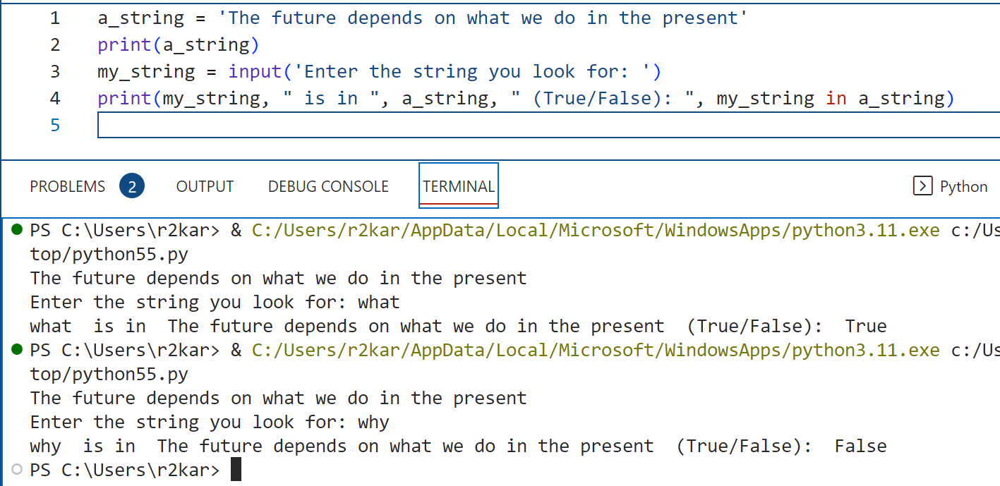 1 a_string = 'The future depends on what we do in the present'
2 print(a_string)
3 my_string = input('Enter the string you look for: ')
4 print(my_string, " is in ", a_string, " (True/False): ", my_string in a_string)
5
PROBLEMS 2 OUTPUT DEBUG CONSOLE TERMINAL Python
PS C:\Users\r2kar> & C:/Users/r2kar/AppData/Local/Microsoft/WindowsApps/python3.11.exe c:/Us
top/python55.py
The future depends on what we do in the present
Enter the string you look for: what
what  is in  The future depends on what we do in the present  (True/False):  True
PS C:\Users\r2kar> & C:/Users/r2kar/AppData/Local/Microsoft/WindowsApps/python3.11.exe c:/Us
top/python55.py
The future depends on what we do in the present
Enter the string you look for: why
why  is in  The future depends on what we do in the present  (True/False):  False
PS C:\Users\r2kar>